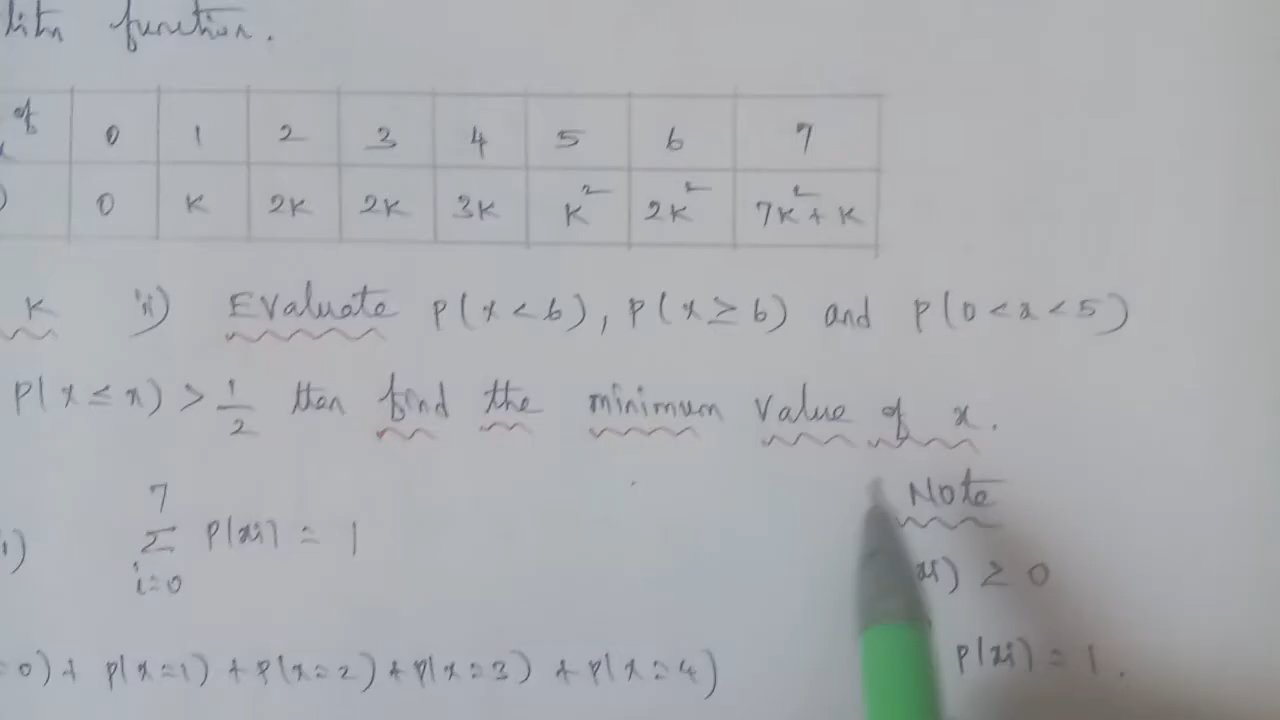 function.
of 0 1 2 3 4 5 6 7
) 0 K 2K 2K 3K K² 2K² 7K²+K
K ii) Evaluate P(x<6), P(x≥6) and P(0<x<5)
P(x≤x) > 1/2 then find the minimum value of x.
Note
i) 7 Σ i=0 P(xi) = 1
xi) ≥ 0
=0) + P(x=1) + P(x=2) + P(x=3) + P(x=4)
P(xi) = 1.